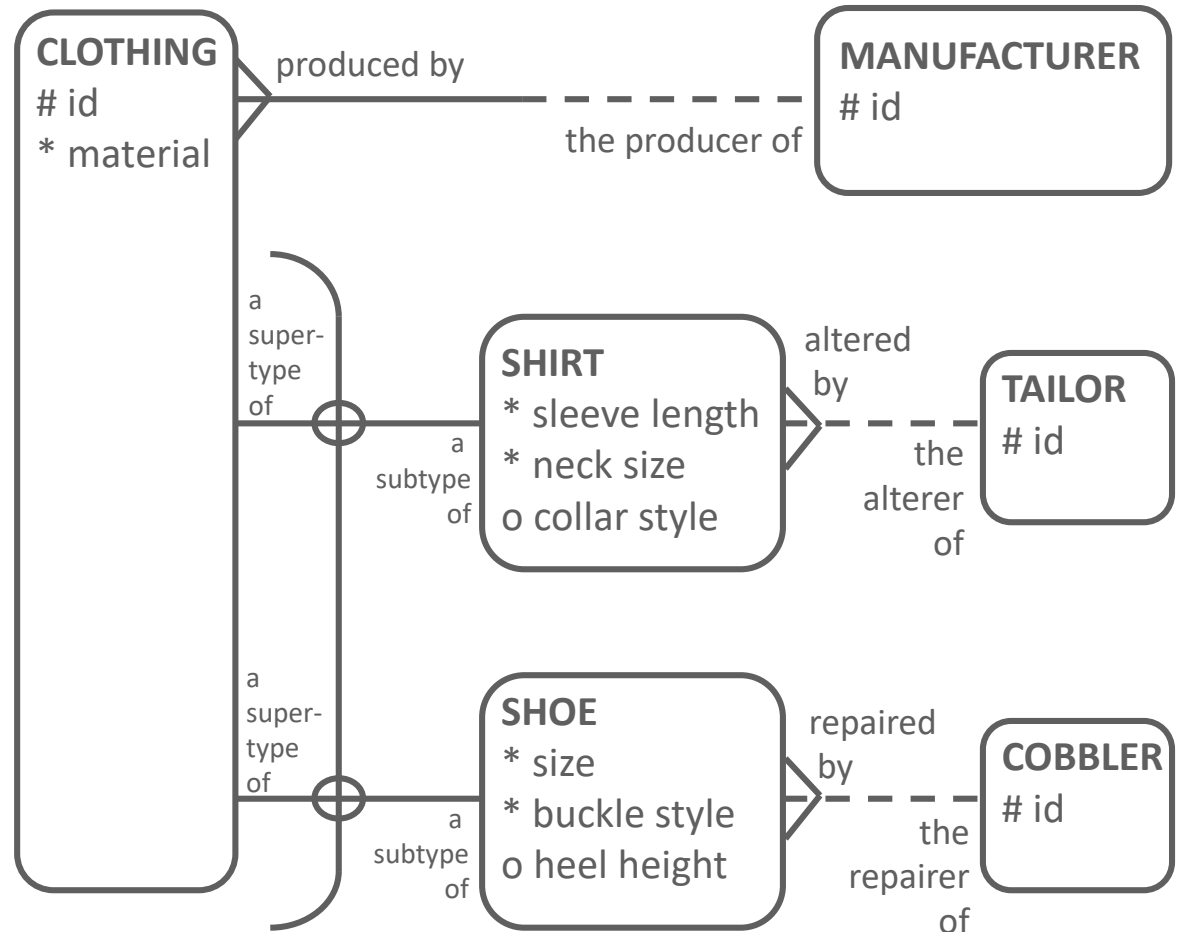 CLOTHING
# id
* material
produced by
the producer of
MANUFACTURER
# id
a
super-
type
of
a
subtype
of
SHIRT
* sleeve length
* neck size
o collar style
altered
by
the
alterer
of
TAILOR
# id
a
super-
type
of
a
subtype
of
SHOE
* size
* buckle style
o heel height
repaired
by
the
repairer
of
COBBLER
# id